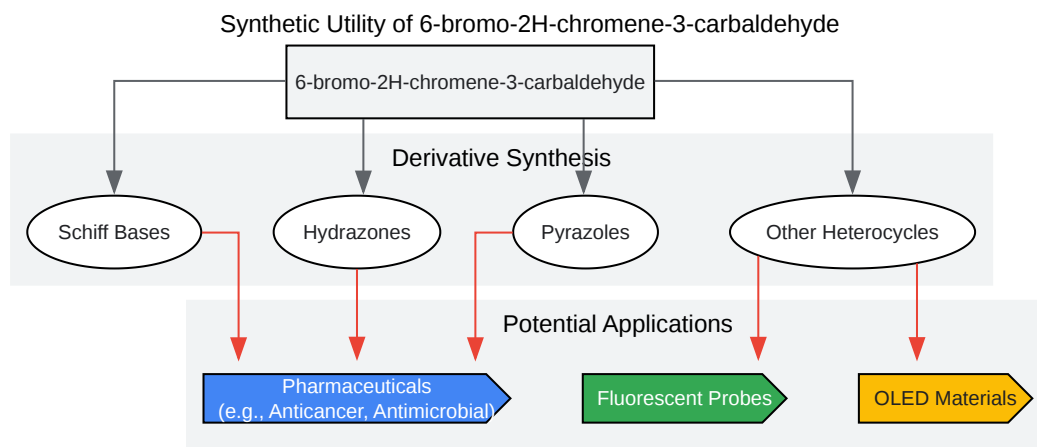 Synthetic Utility of 6-bromo-2H-chromene-3-carbaldehyde
6-bromo-2H-chromene-3-carbaldehyde
Derivative Synthesis
Schiff Bases
Hydrazones
Pyrazoles
Other Heterocycles
Potential Applications
Pharmaceuticals
(e.g., Anticancer, Antimicrobial)
Fluorescent Probes
OLED Materials